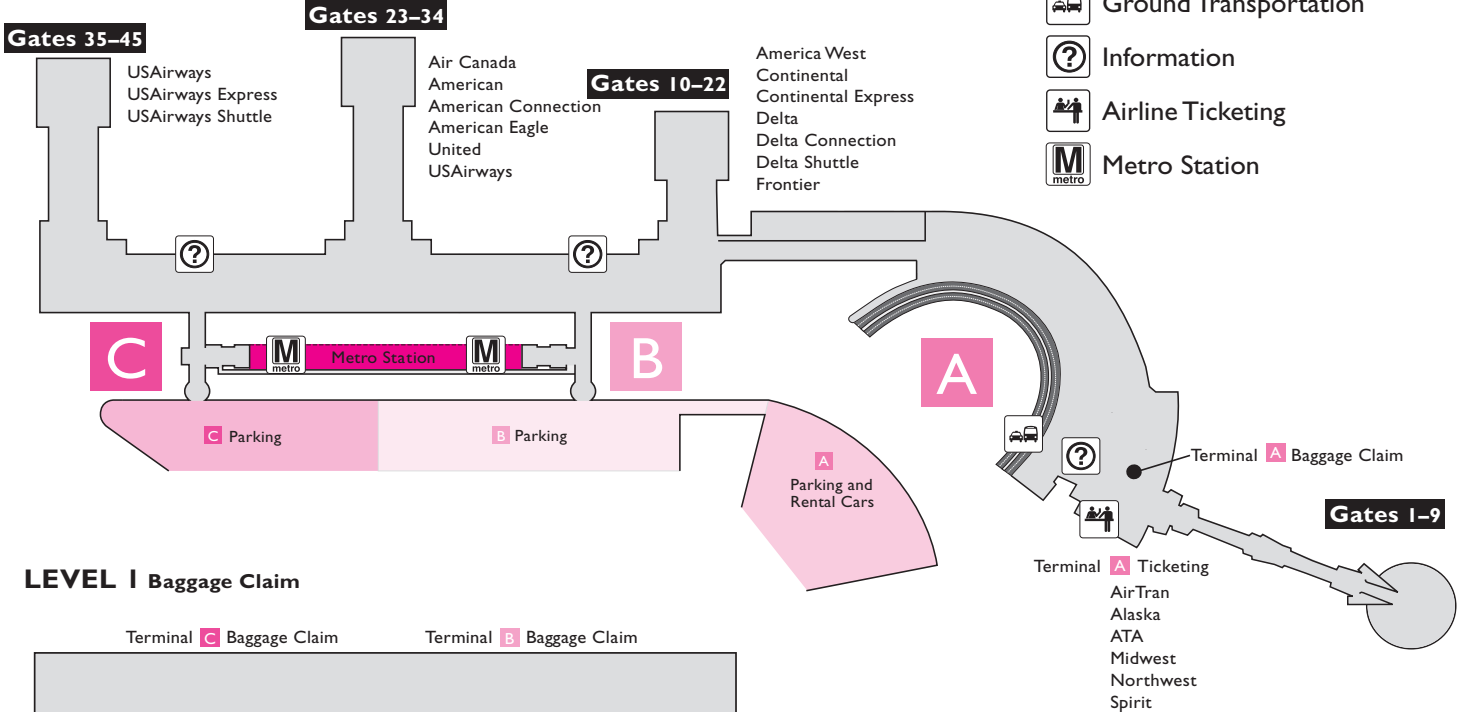 Gates 23–34
Gates 35–45
Ground Transportation
USAirways
USAirways Express
USAirways Shuttle
Air Canada
American
American Connection
American Eagle
United
USAirways
Gates 10–22
America West
Continental
Continental Express
Delta
Delta Connection
Delta Shuttle
Frontier
? Information
Airline Ticketing
M
metro
Metro Station
?
?
C
M
metro
Metro Station
M
metro
B
A
C Parking
B Parking
A
Parking and
Rental Cars
?
Terminal A Baggage Claim
Gates 1–9
Terminal A Ticketing
AirTran
Alaska
ATA
Midwest
Northwest
Spirit
LEVEL 1 Baggage Claim
Terminal C Baggage Claim
Terminal B Baggage Claim